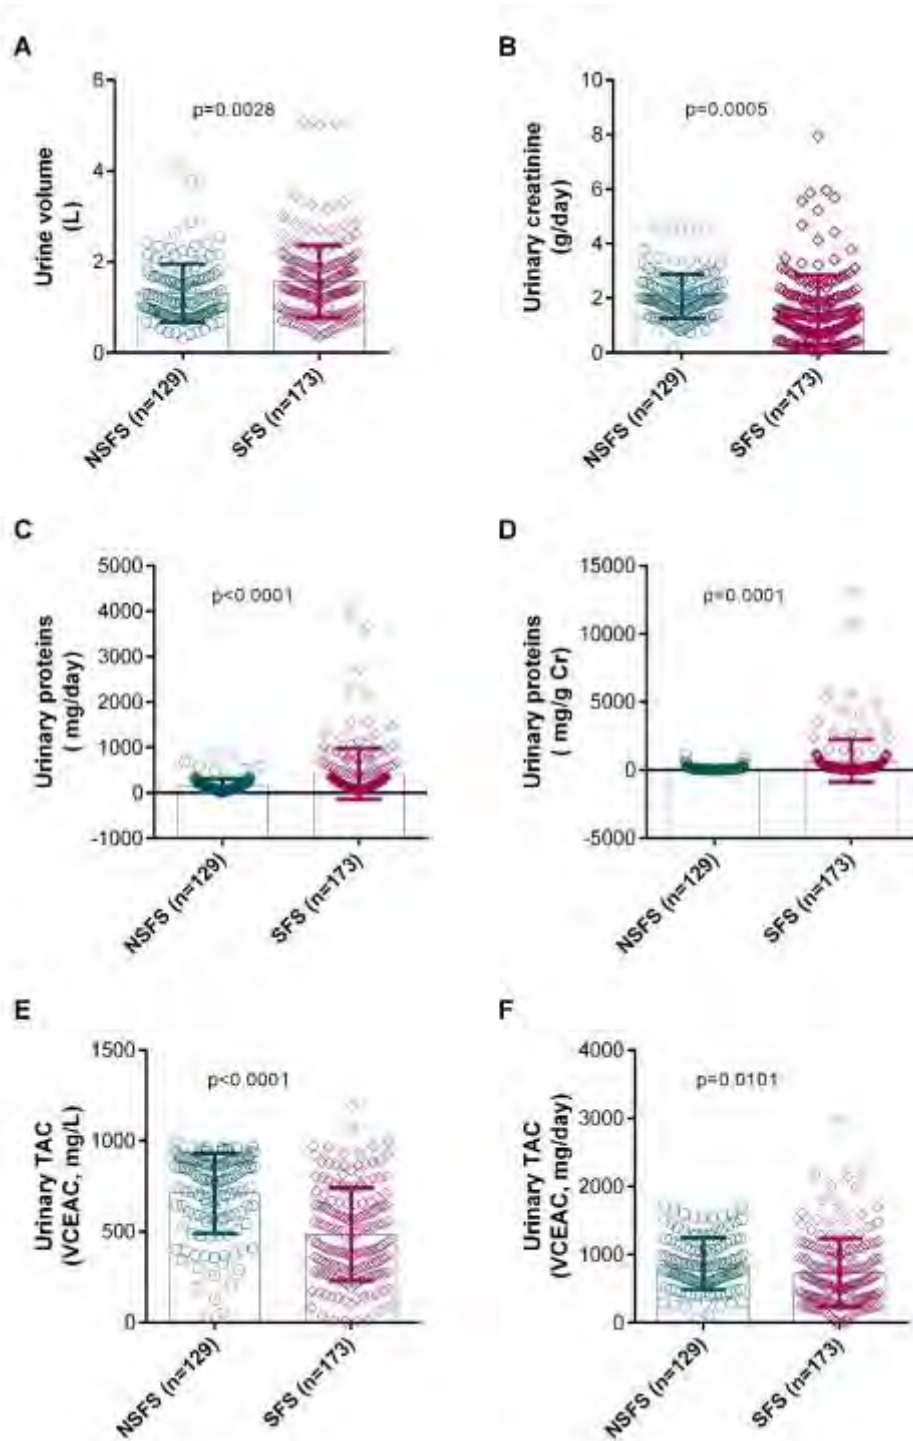 A
Urine volume
(L)
6
4
2
0
p=0.0028
NSFS (n=129)
SFS (n=173)
B
Urinary creatinine
(g/day)
10
8
6
4
2
0
p=0.0005
NSFS (n=129)
SFS (n=173)
C
Urinary proteins
( mg/day)
5000
4000
3000
2000
1000
0
-1000
p<0.0001
NSFS (n=129)
SFS (n=173)
D
Urinary proteins
( mg/g Cr)
15000
10000
5000
0
-5000
p=0.0001
NSFS (n=129)
SFS (n=173)
E
Urinary TAC
(VCEAC, mg/L)
1500
1000
500
0
p<0.0001
NSFS (n=129)
SFS (n=173)
F
Urinary TAC
(VCEAC, mg/day)
4000
3000
2000
1000
0
p=0.0101
NSFS (n=129)
SFS (n=173)